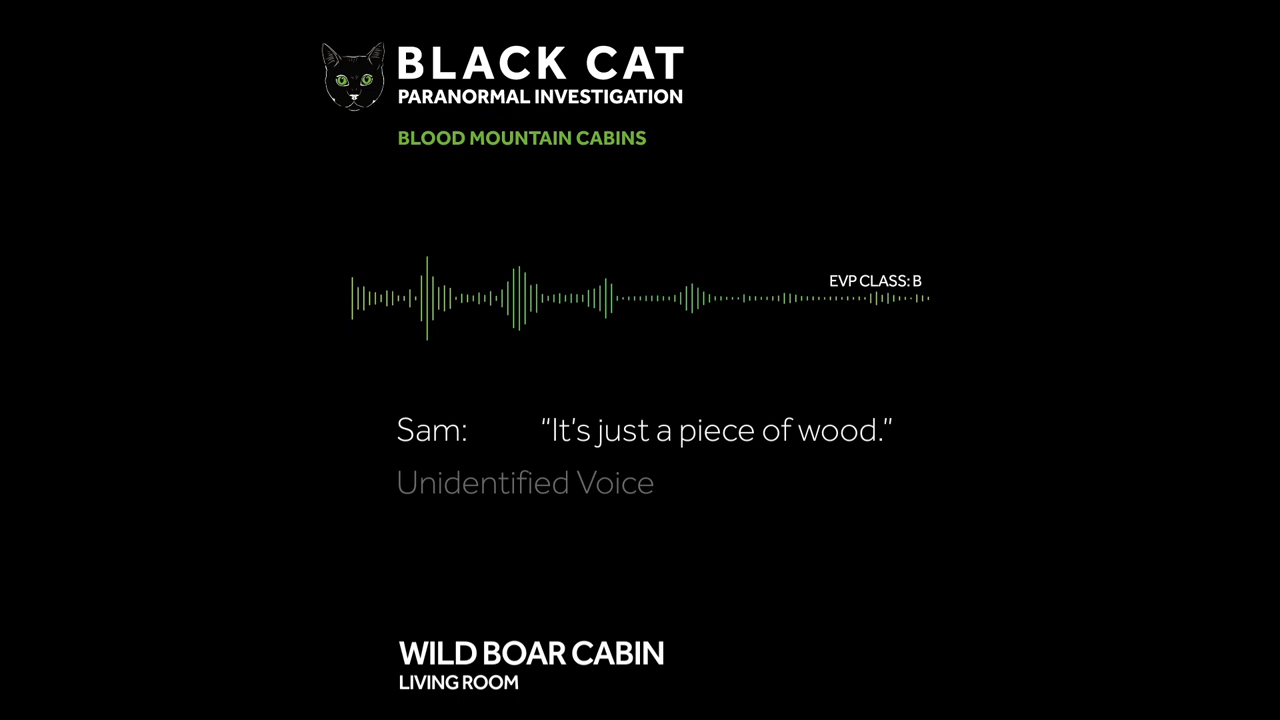 BLACK CAT
PARANORMAL INVESTIGATION
BLOOD MOUNTAIN CABINS
EVP CLASS: B
Sam: “It’s just a piece of wood.”
Unidentified Voice
WILD BOAR CABIN
LIVING ROOM